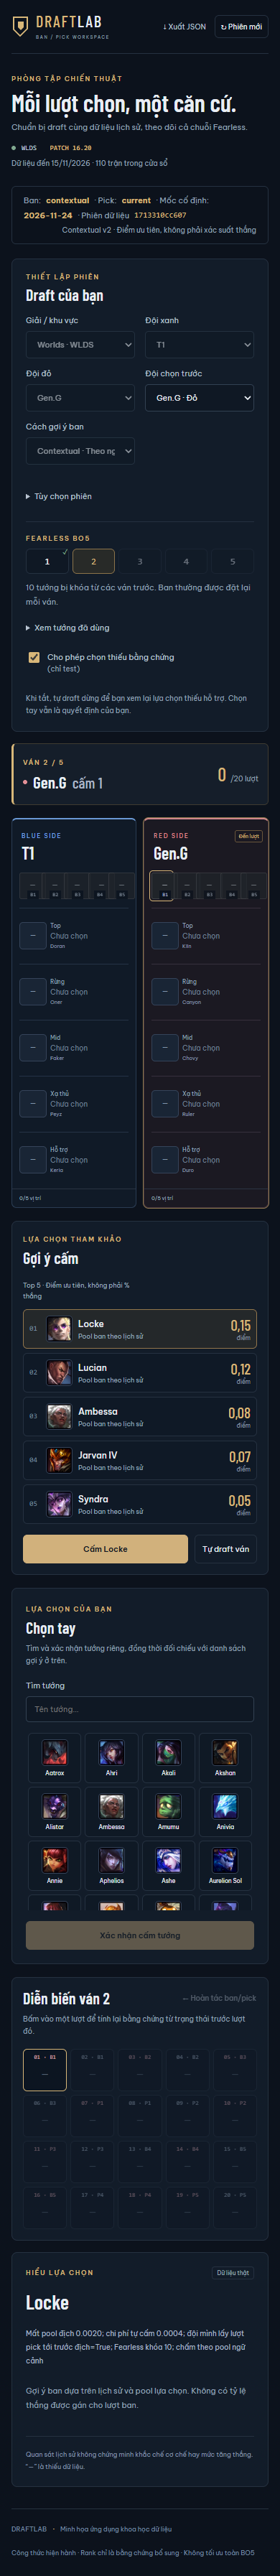 DRAFTLAB
BAN / PICK WORKSPACE
↓ Xuất JSON
↻ Phiên mới
PHÒNG TẬP CHIẾN THUẬT
Mỗi lượt chọn, một căn cứ.
Chuẩn bị draft cùng dữ liệu lịch sử, theo dõi cả chuỗi Fearless.
WLDS PATCH 16.20
Dữ liệu đến 15/11/2026 · 110 trận trong cửa sổ
Ban: contextual · Pick: current · Mốc cố định:
2026-11-24 · Phiên dữ liệu 1713310cc607
Contextual v2 · Điểm ưu tiên, không phải xác suất thắng
THIẾT LẬP PHIÊN
Draft của bạn
Giải / khu vực
Đội xanh
Worlds · WLDS
T1
Đội đỏ
Đội chọn trước
Gen.G
Gen.G · Đỏ
Cách gợi ý ban
Contextual · Theo ng
▸ Tùy chọn phiên
FEARLESS BO5
1 ✓
2
3
4
5
10 tướng bị khóa từ các ván trước. Ban thường được đặt lại
mỗi ván.
▸ Xem tướng đã dùng
Cho phép chọn thiếu bằng chứng
(chỉ test)
Khi tắt, tự draft dừng để bạn xem lại lựa chọn thiếu hỗ trợ. Chọn
tay vẫn là quyết định của bạn.
VÁN 2 / 5
Gen.G cấm 1
0 /20 lượt
BLUE SIDE
T1
— — — — —
B1 B2 B3 B4 B5
— Top
Chưa chọn
Doran
— Rừng
Chưa chọn
Oner
— Mid
Chưa chọn
Faker
— Xạ thủ
Chưa chọn
Peyz
— Hỗ trợ
Chưa chọn
Keria
0/5 vị trí
RED SIDE
Đến lượt
Gen.G
— — — — —
B1 B2 B3 B4 B5
— Top
Chưa chọn
Kiin
— Rừng
Chưa chọn
Canyon
— Mid
Chưa chọn
Chovy
— Xạ thủ
Chưa chọn
Ruler
— Hỗ trợ
Chưa chọn
Duro
0/5 vị trí
LỰA CHỌN THAM KHẢO
Gợi ý cấm
Top 5 · Điểm ưu tiên, không phải %
thắng
01 Locke 0,15
Pool ban theo lịch sử điểm
02 Lucian 0,12
Pool ban theo lịch sử điểm
03 Ambessa 0,08
Pool ban theo lịch sử điểm
04 Jarvan IV 0,07
Pool ban theo lịch sử điểm
05 Syndra 0,05
Pool ban theo lịch sử điểm
Cấm Locke
Tự draft ván
LỰA CHỌN CỦA BẠN
Chọn tay
Tìm và xác nhận tướng riêng, đồng thời đối chiếu với danh sách
gợi ý ở trên.
Tìm tướng
Tên tướng...
Aatrox Ahri Akali Akshan
Alistar Ambessa Amumu Anivia
Annie Aphelios Ashe Aurelion Sol
Xác nhận cấm tướng
Diễn biến ván 2
← Hoàn tác ban/pick
Bấm vào một lượt để tính lại bằng chứng từ trạng thái trước lượt
đó.
01 · B1 02 · B1 03 · B2 04 · B2 05 · B3
— — — — —
06 · B3 07 · P1 08 · P1 09 · P2 10 · P2
— — — — —
11 · P3 12 · P3 13 · B4 14 · B4 15 · B5
— — — — —
16 · B5 17 · P4 18 · P4 19 · P5 20 · P5
— — — — —
HIỂU LỰA CHỌN
Dữ liệu thật
Locke
Mất pool địch 0.0020; chi phí tự cấm 0.0004; đội mình lấy lượt
pick tới trước địch=True; Fearless khóa 10; chấm theo pool ngữ
cảnh
Gợi ý ban dựa trên lịch sử và pool lựa chọn. Không có tỷ lệ
thắng được gán cho lượt ban.
Quan sát lịch sử không chứng minh khắc chế cơ chế hay mức tăng thắng.
"—" là thiếu dữ liệu.
DRAFTLAB · Minh họa ứng dụng khoa học dữ liệu
Công thức hiện hành · Rank chỉ là bằng chứng bổ sung · Không tối ưu toàn BO5